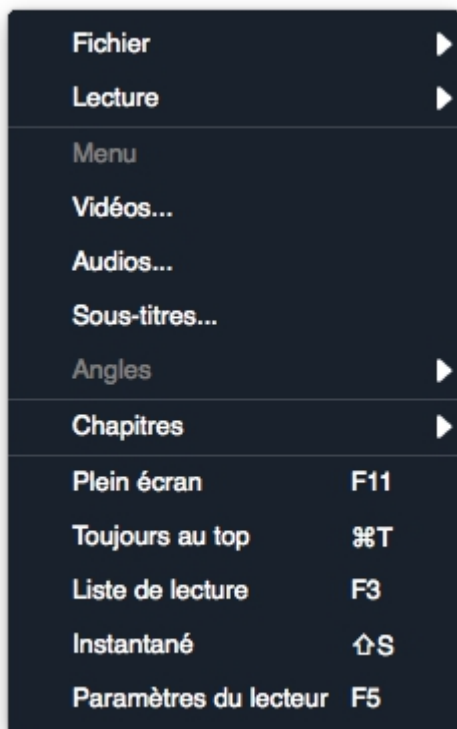 Fichier
Lecture
Menu
Vidéos...
Audios...
Sous-titres...
Angles
Chapitres
Plein écran F11
Toujours au top ⌘T
Liste de lecture F3
Instantané ⇧S
Paramètres du lecteur F5